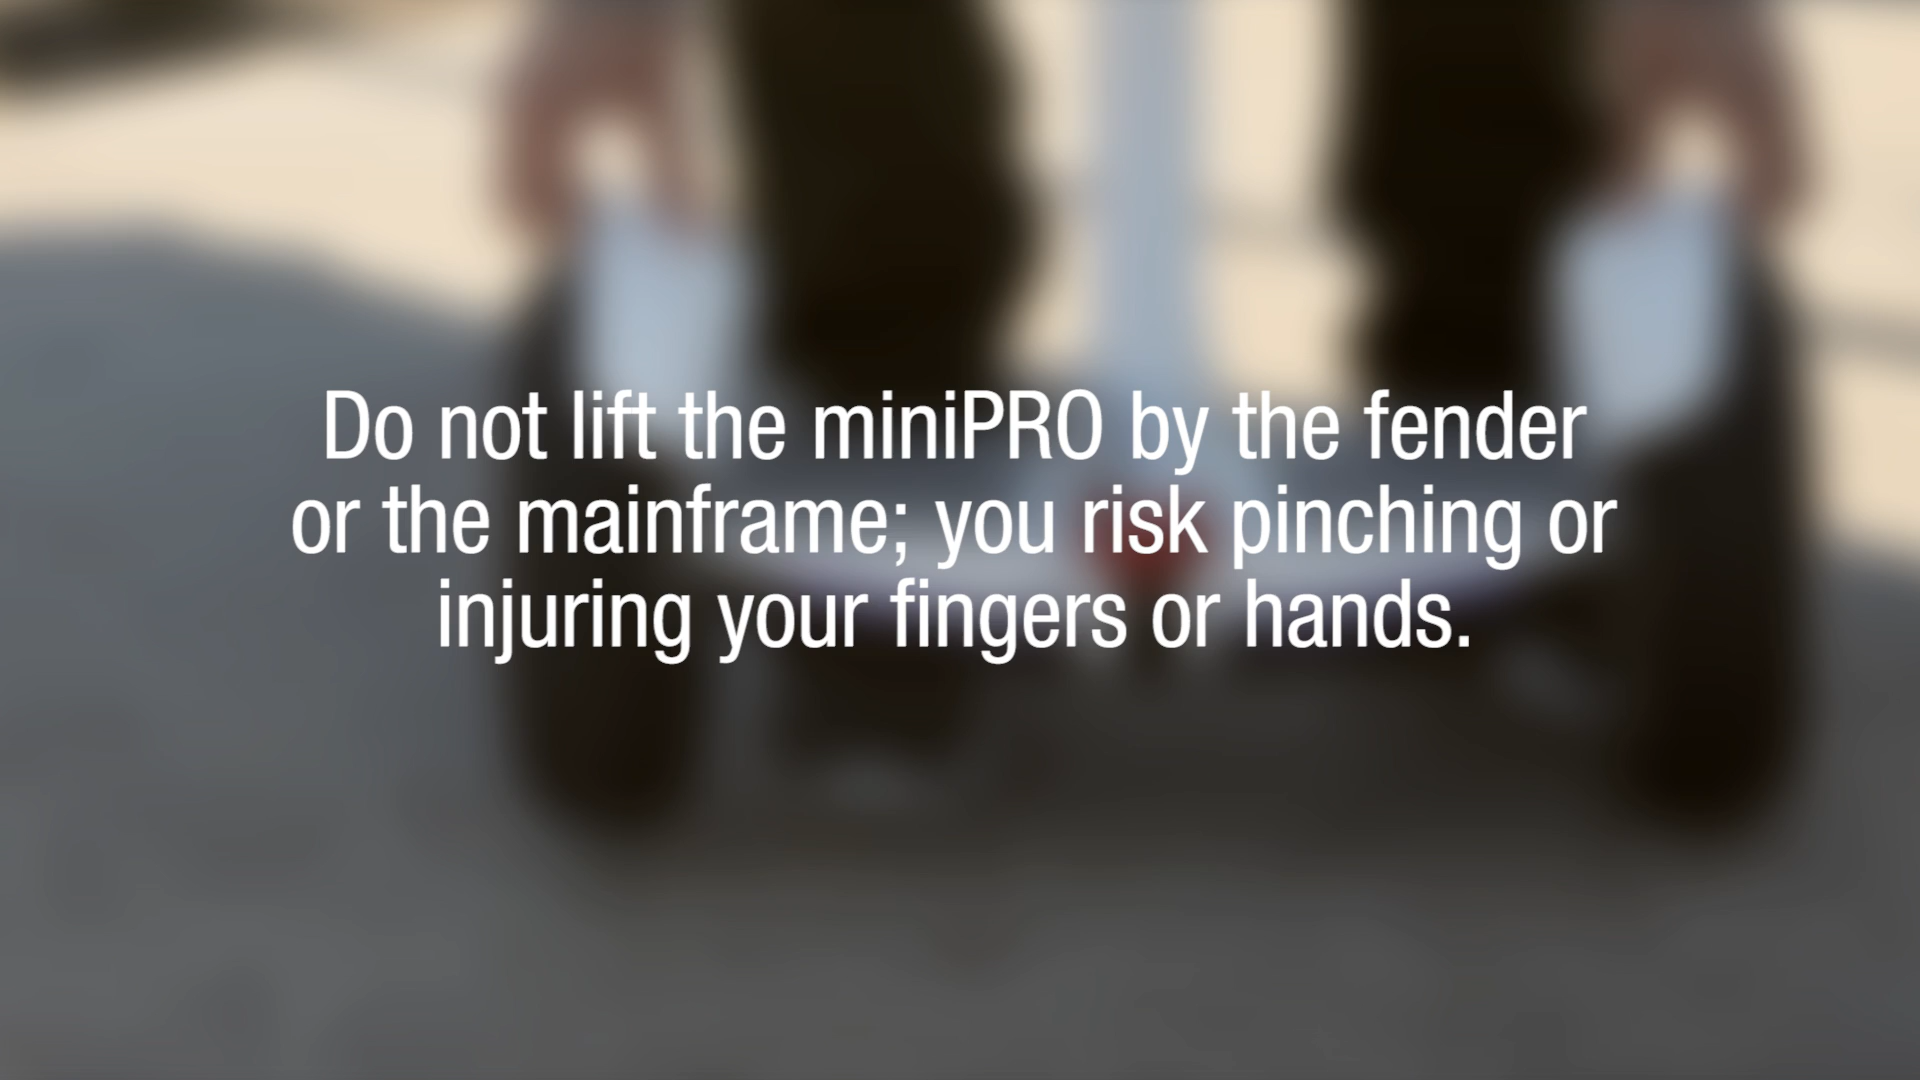 Do not lift the miniPRO by the fender
or the mainframe; you risk pinching or
injuring your fingers or hands.